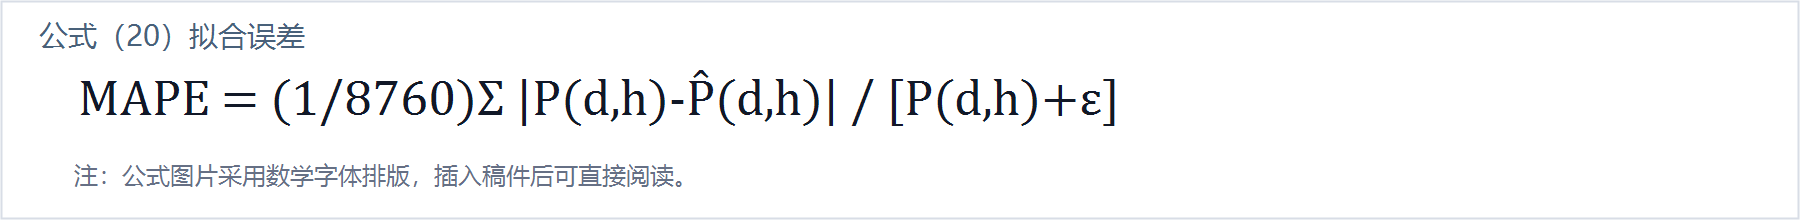 公式（20）拟合误差
MAPE = (1/8760)Σ |P(d,h)-P̂(d,h)| / [P(d,h)+ε]
注：公式图片采用数学字体排版，插入稿件后可直接阅读。